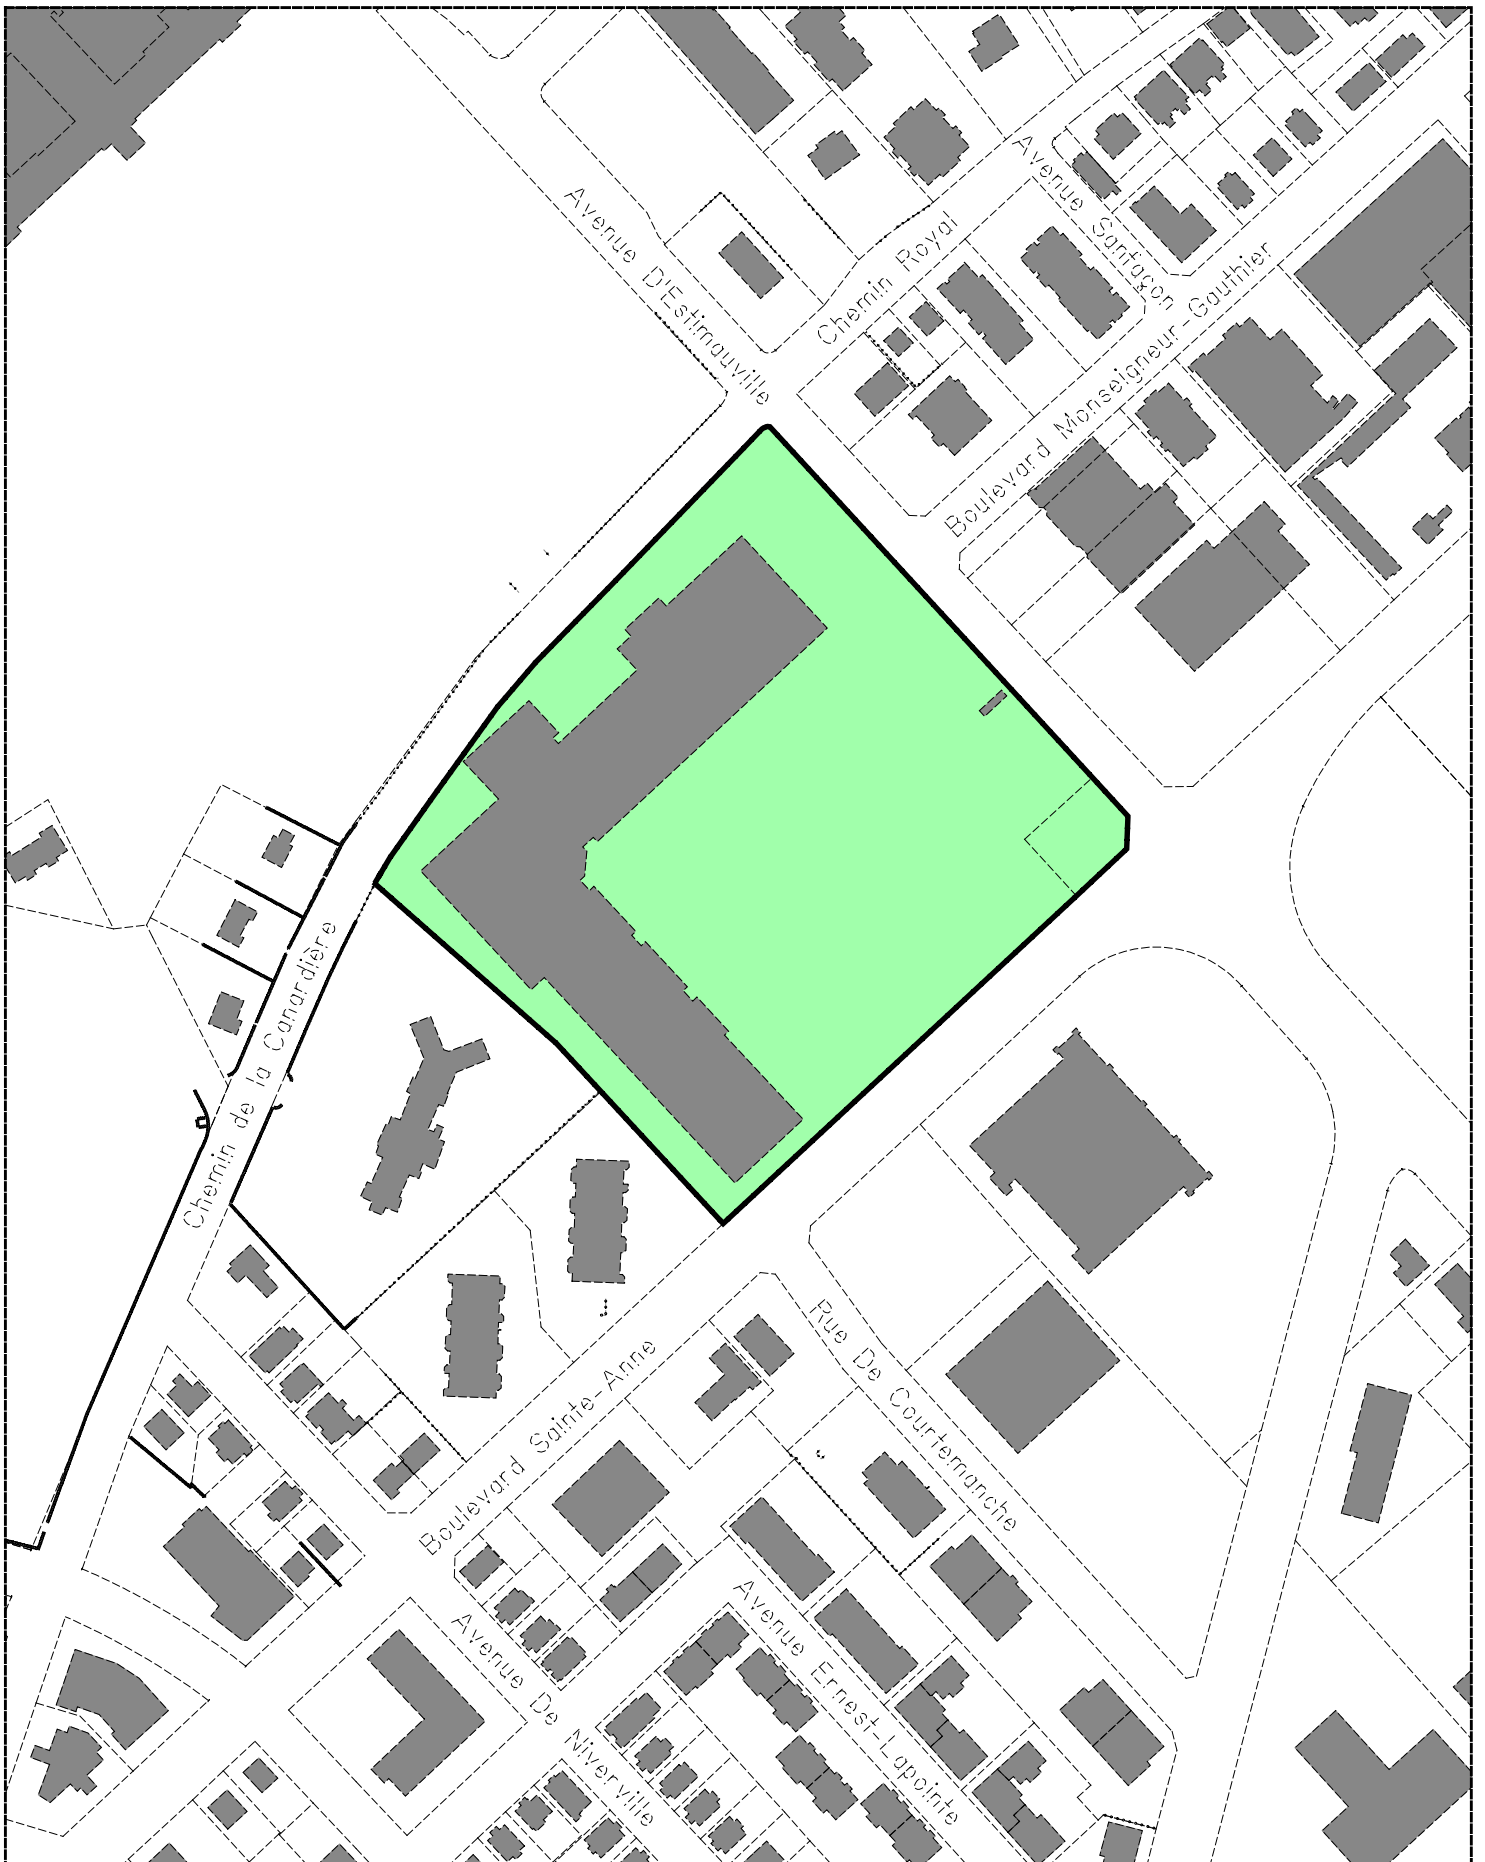 Avenue D'Estimauville
Chemin Royal
Avenue Santaçon
Boulevard Monseigneur-Gauthier
Chemin de la Canardière
Boulevard Sainte-Anne
Rue De Courtemanche
Avenue De Niverville
Avenue Ernest-Lapointe